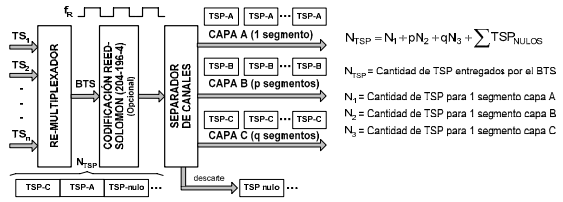 f_R
TS_1
TS_2
TS_n
RE-MULTIPLEXADOR
BTS
N_TSP
CODIFICACIÓN REED-
SOLOMON (204-196-4)
(Opcional)
SEPARADOR
DE CANALES
TSP-A TSP-A ... TSP-A
CAPA A (1 segmento)
TSP-B TSP-B ... TSP-B
CAPA B (p segmentos)
TSP-C TSP-C ... TSP-C
CAPA C (q segmentos)
TSP-C TSP-A TSP-nulo ...
descarte
TSP nulo ...
N_TSP = N_1 + pN_2 + qN_3 + ∑ TSP_NULOS
N_TSP = Cantidad de TSP entregados por el BTS
N_1 = Cantidad de TSP para 1 segmento capa A
N_2 = Cantidad de TSP para 1 segmento capa B
N_3 = Cantidad de TSP para 1 segmento capa C